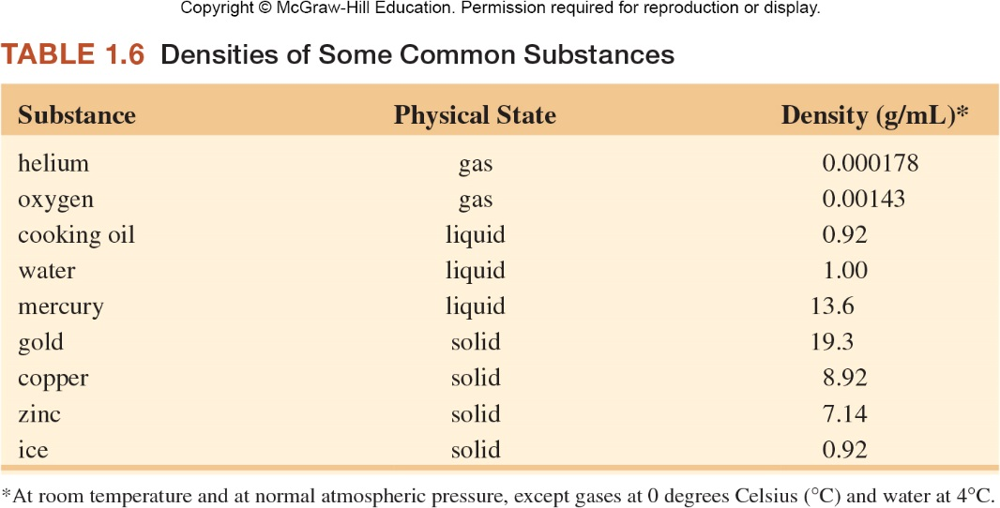 Copyright © McGraw-Hill Education. Permission required for reproduction or display.
TABLE 1.6 Densities of Some Common Substances
Substance Physical State Density (g/mL)*
helium gas 0.000178
oxygen gas 0.00143
cooking oil liquid 0.92
water liquid 1.00
mercury liquid 13.6
gold solid 19.3
copper solid 8.92
zinc solid 7.14
ice solid 0.92
*At room temperature and at normal atmospheric pressure, except gases at 0 degrees Celsius (°C) and water at 4°C.